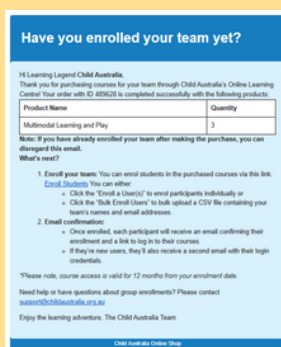 Have you enrolled your team yet?
Hi Learning Legend Child Australia,
Thank you for purchasing courses for your team through Child Australia's Online Learning
Centre! Your order with ID 489628 is completed successfully with the following products:
Product Name Quantity
Multimodal Learning and Play 3
Note: If you have already enrolled your team after making the purchase, you can
disregard this email.
What's next?
1. Enroll your team: You can enrol students in the purchased courses via this link:
Enroll Students You can either:
Click the "Enroll a User(s)' to enrol participants individually or
Click the "Bulk Enroll Users" to bulk upload a CSV file containing your
team's names and email addresses.
2. Email confirmation:
Once enrolled, each participant will receive an email confirming their
enrollment and a link to log in to their courses.
If they're new users, they'll also receive a second email with their login
credentials.
*Please note, course access is valid for 12 months from your enrolment date.
Need help or have questions about group enrollments? Please contact
support@childaustralia.org.au
Enjoy the learning adventure, The Child Australia Team
Child Australia Online Shop